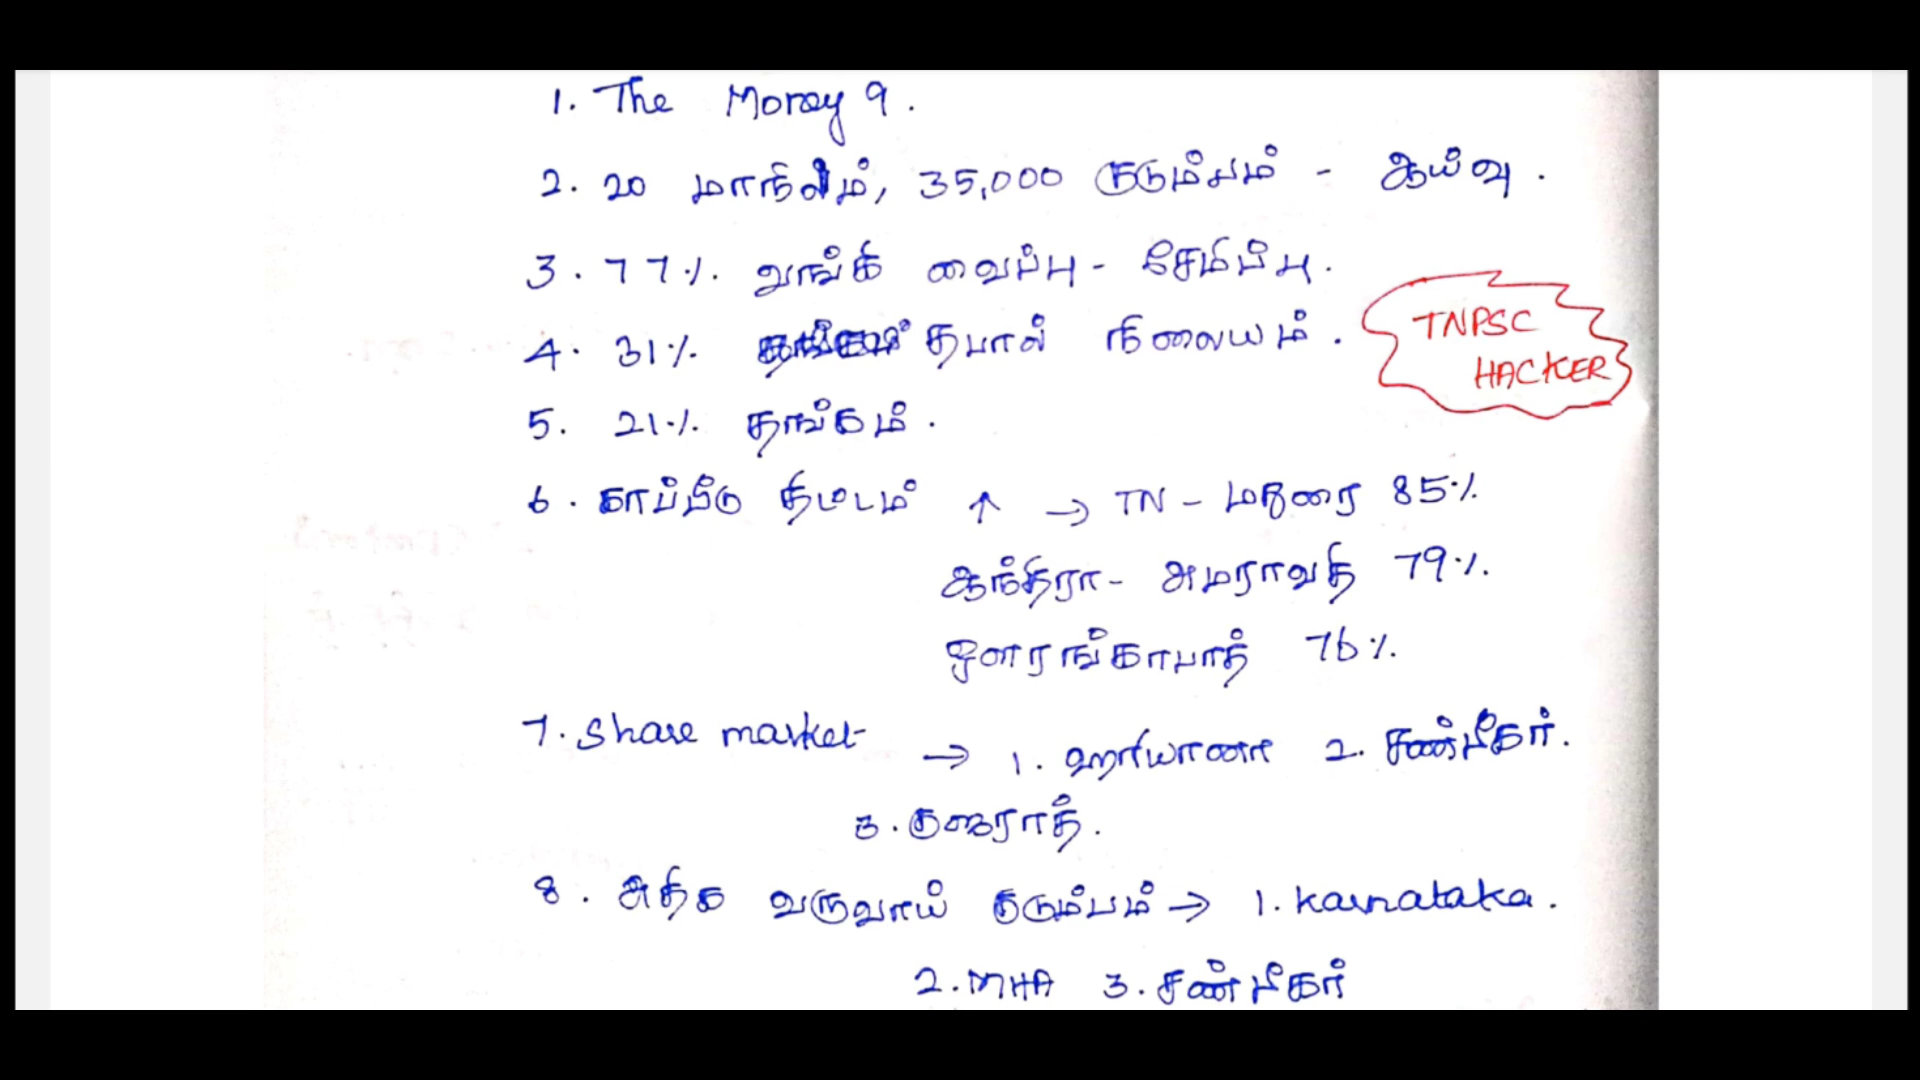 1. The Money 9.
2. 20 மாநிலம், 35,000 குடும்பம் - ஆய்வு.
3. 77% வங்கி வைப்பு - சேமிப்பு.
4. 31% தபால் நிலையம்.
TNPSC
HACKER
5. 21% தங்கம்.
6. காப்பீடு திட்டம் ↑ → TN - மதுரை 85%
ஆந்திரா - அமராவதி 79%
ஔரங்காபாத் 76%
7. Share market → 1. ஹரியானா 2. சண்டிகர்.
3. குஜராத்.
8. அதிக வருவாய் குடும்பம் → 1. Karnataka.
2. MHA 3. சண்டிகர்